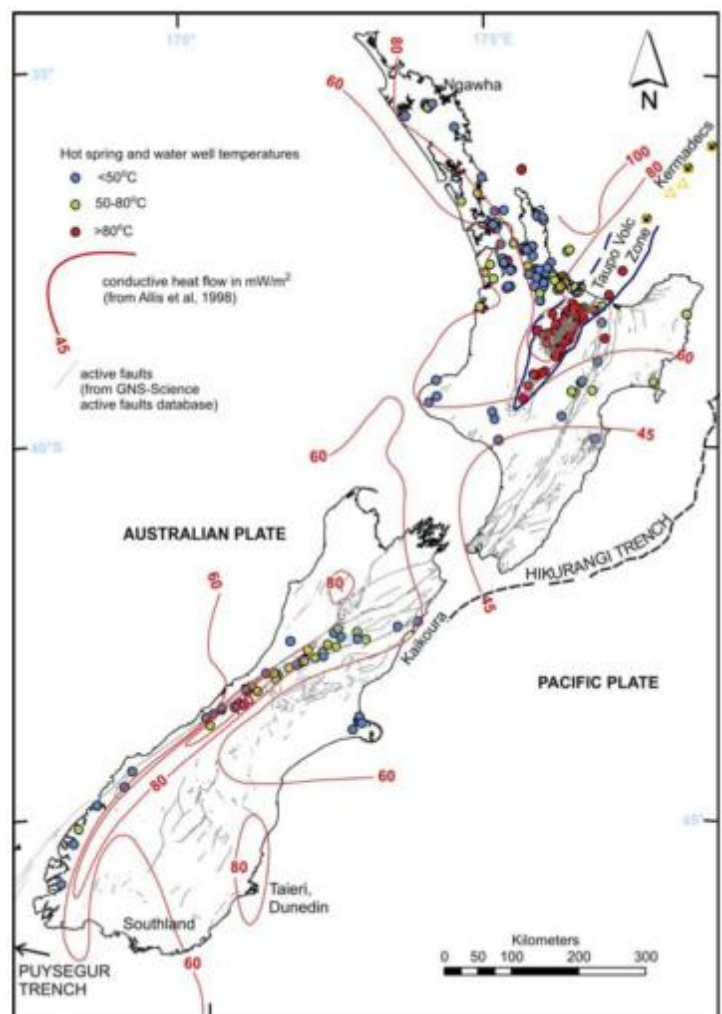 170°
175°E
35°
80
60
Ngawha
N
Hot spring and water well temperatures
<50°C
50-80°C
>80°C
100
80
Kermadecs
Taupo Volc
Zone
conductive heat flow in mW/m²
(from Allis et al, 1998)
45
active faults
(from GNS-Science
active faults database)
60
40°S
60
45
AUSTRALIAN PLATE
HIKURANGI TRENCH
60
80
45
Kaikoura
PACIFIC PLATE
80
60
45°
80
Taieri,
Dunedin
Southland
60
PUYSEGUR
TRENCH
Kilometers
0 25 50 100 200 300